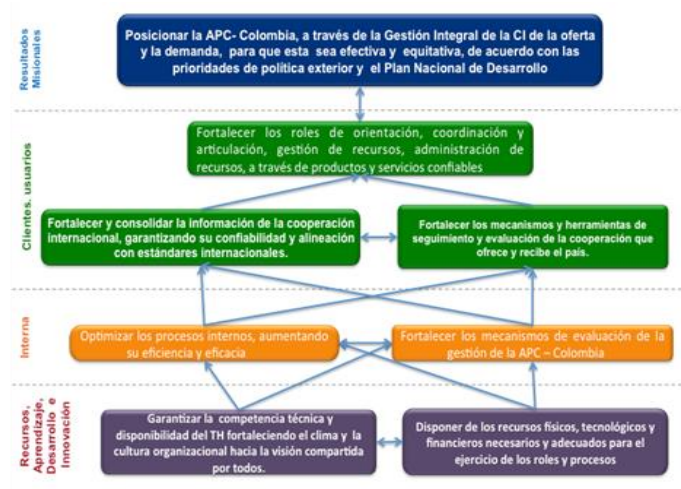 Resultados
Misionales
Posicionar la APC- Colombia, a través de la Gestión Integral de la CI de la oferta
y la demanda, para que esta sea efectiva y equitativa, de acuerdo con las
prioridades de política exterior y el Plan Nacional de Desarrollo
Clientes. usuarios
Fortalecer los roles de orientación, coordinación y
articulación, gestión de recursos, administración de
recursos, a través de productos y servicios confiables
Fortalecer y consolidar la información de la cooperación
internacional, garantizando su confiabilidad y alineación
con estándares internacionales.
Fortalecer los mecanismos y herramientas de
seguimiento y evaluación de la cooperación que
ofrece y recibe el país.
Interna
Optimizar los procesos internos, aumentando
su eficiencia y eficacia
Fortalecer los mecanismos de evaluación de la
gestión de la APC – Colombia
Recursos,
Aprendizaje,
Desarrollo e
Innovación
Garantizar la competencia técnica y
disponibilidad del TH fortaleciendo el clima y la
cultura organizacional hacia la visión compartida
por todos.
Disponer de los recursos físicos, tecnológicos y
financieros necesarios y adecuados para el
ejercicio de los roles y procesos